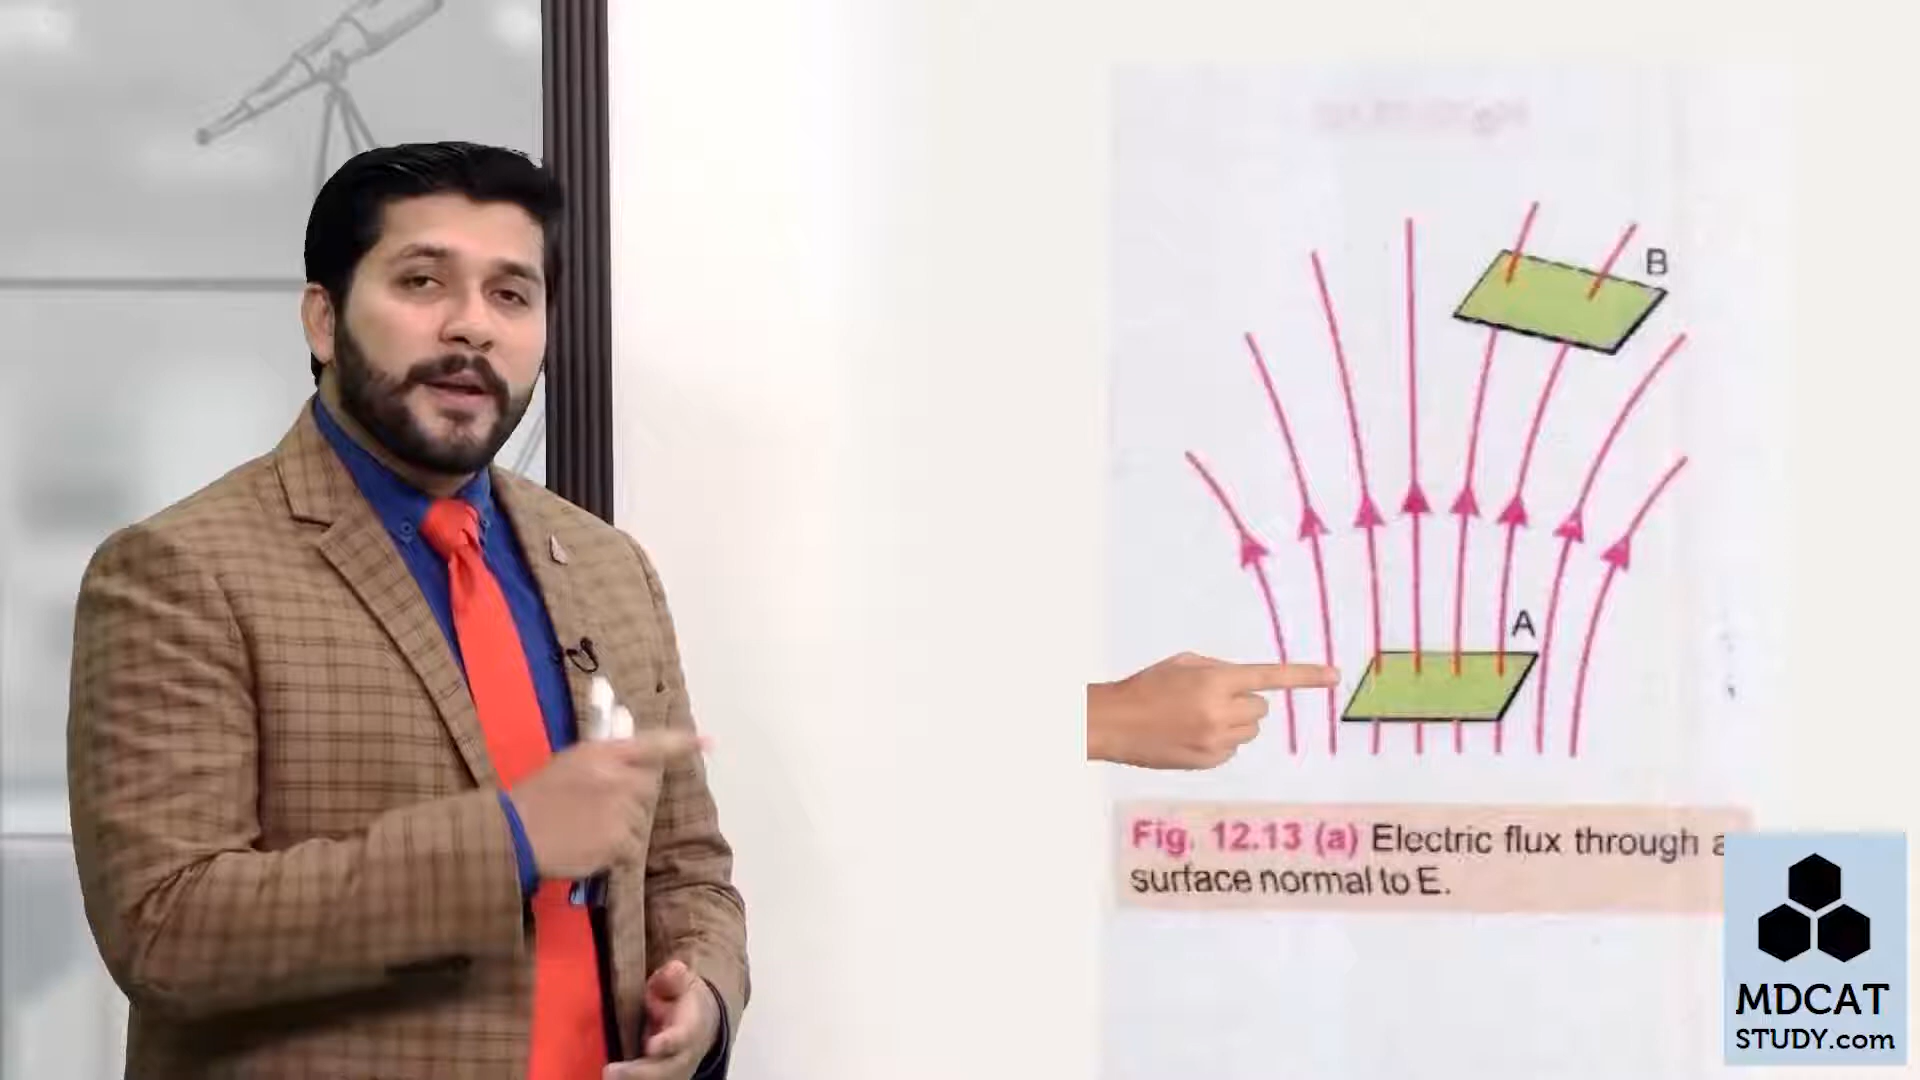 B
A
Fig. 12.13 (a) Electric flux through a
surface normal to E.
MDCAT
STUDY.com